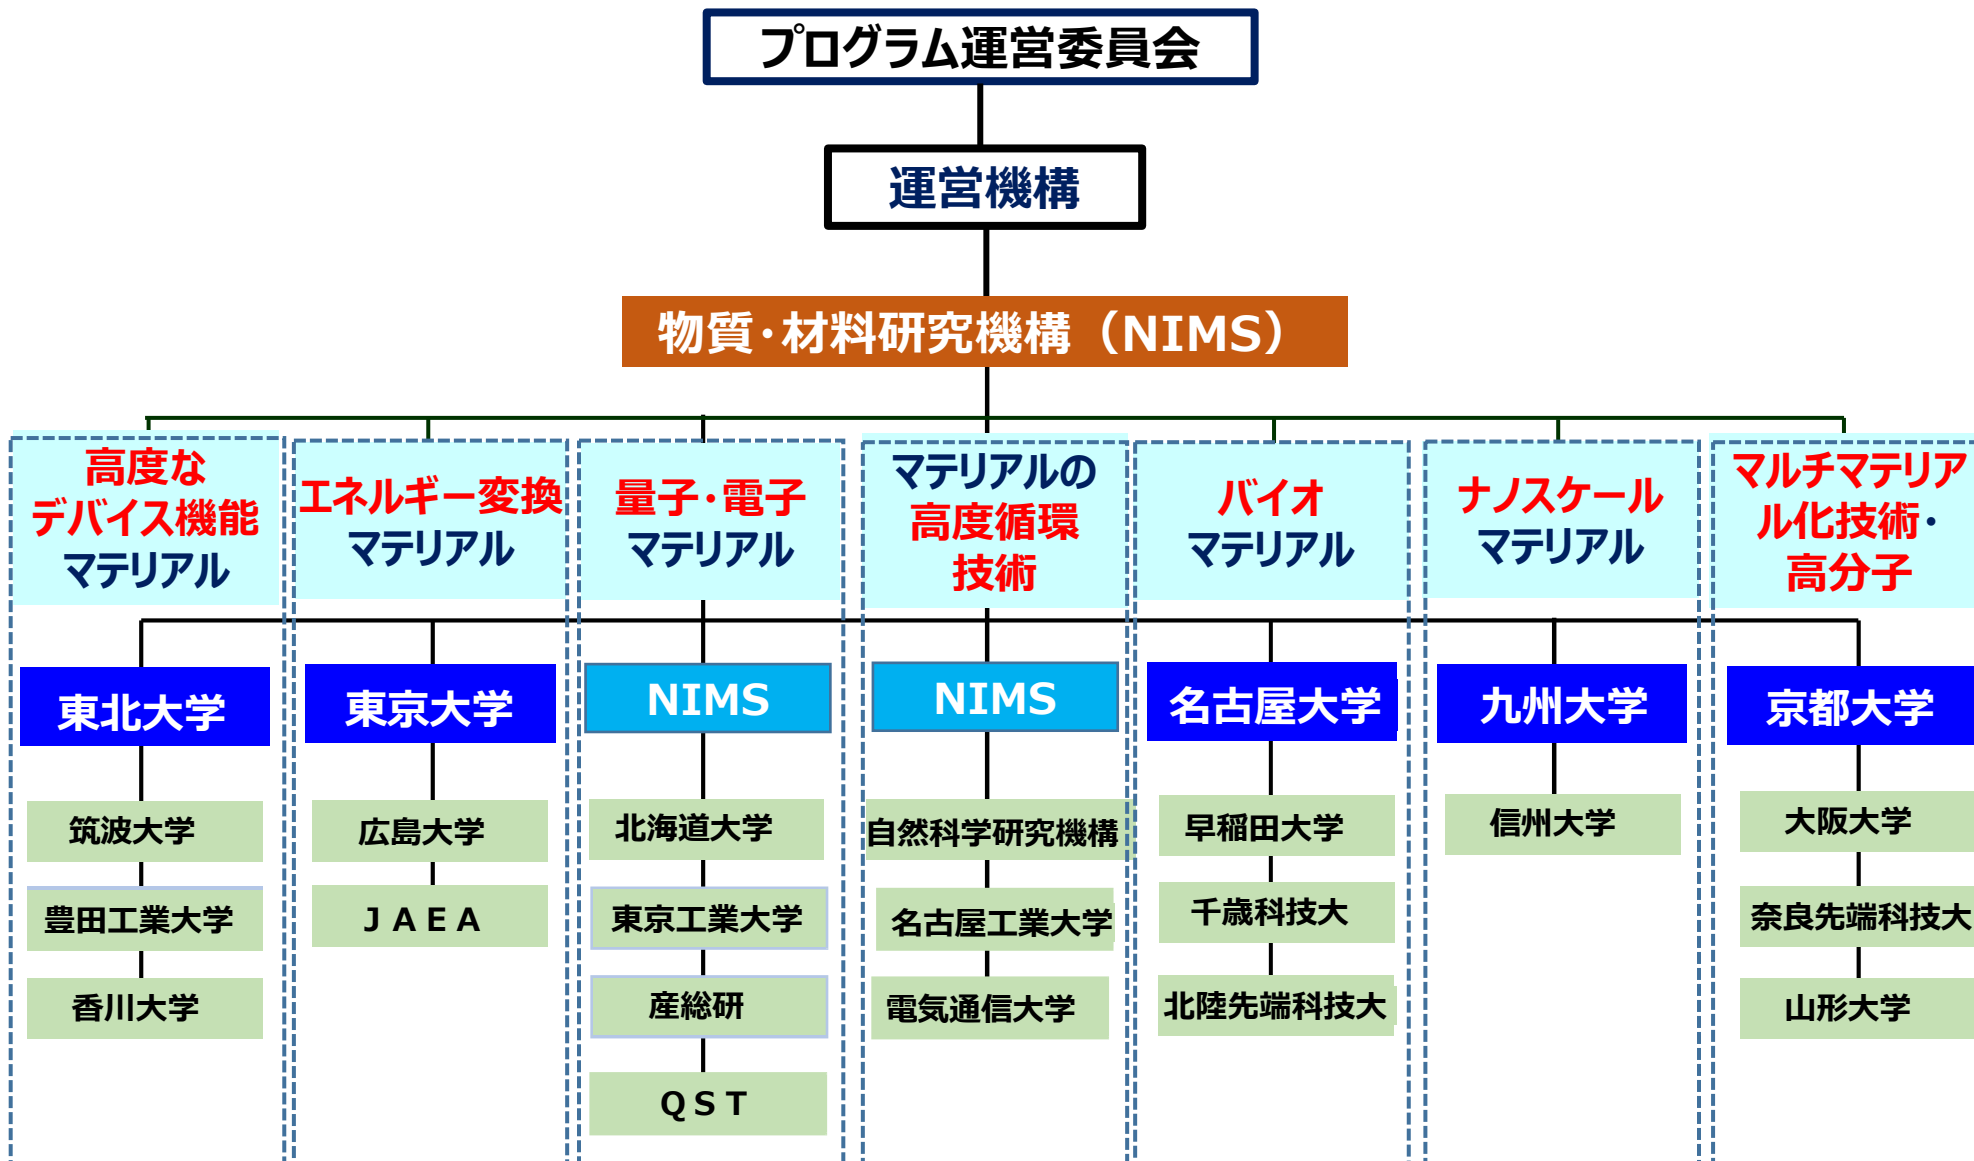 プログラム運営委員会
運営機構
物質・材料研究機構（NIMS）
高度な
デバイス機能
マテリアル
エネルギー変換
マテリアル
量子・電子
マテリアル
マテリアルの
高度循環
技術
バイオ
マテリアル
ナノスケール
マテリアル
マルチマテリア
ル化技術・
高分子
東北大学
東京大学
NIMS
NIMS
名古屋大学
九州大学
京都大学
筑波大学
豊田工業大学
香川大学
広島大学
ＪＡＥＡ
北海道大学
東京工業大学
産総研
ＱＳＴ
自然科学研究機構
名古屋工業大学
電気通信大学
早稲田大学
千歳科技大
北陸先端科技大
信州大学
大阪大学
奈良先端科技大
山形大学